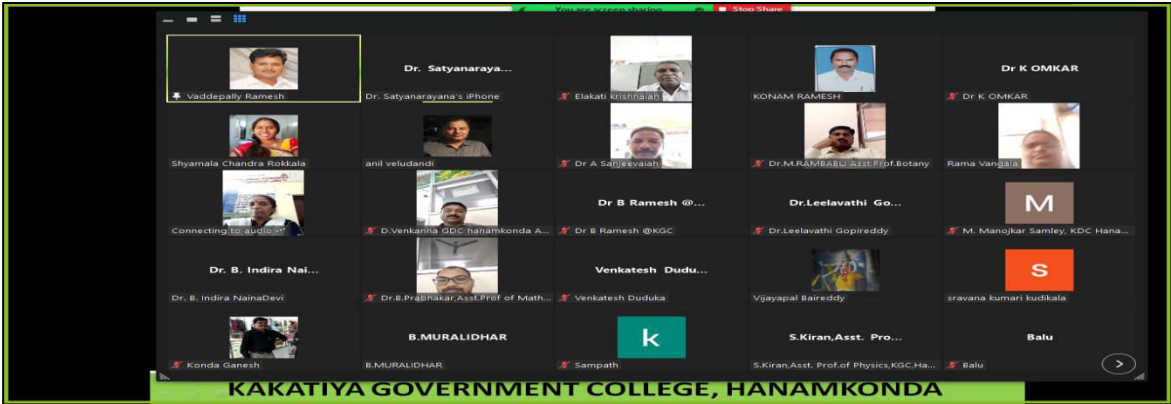 You are screen sharing Stop Share
Dr. Satyanaraya... Dr K OMKAR
Vaddepally Ramesh Dr. Satyanarayana's iPhone Elakati krishnaiah KONAM RAMESH Dr K OMKAR
Shyamala Chandra Rokkala anil veludandi Dr A Sanjeevaiah Dr.M.RAMBABU Asst Prof.Botany Rama Vangala
Dr B Ramesh @... Dr.Leelavathi Go... M
Connecting to audio D.Venkanna GDC hanamkonda A... Dr B Ramesh @KGC Dr.Leelavathi Gopireddy M. Manojkar Samley, KDC Hana...
Dr. B. Indira Nai... Venkatesh Dudu... S
Dr. B. Indira NainaDevi Dr.B.Prabhakar,Asst.Prof of Math... Venkatesh Duduka Vijayapal Baireddy sravana kumari kudikala
B.MURALIDHAR k S.Kiran,Asst. Pro... Balu
Konda Ganesh B.MURALIDHAR Sampath S.Kiran,Asst. Prof.of Physics,KGC,Ha... Balu
KAKATIYA GOVERNMENT COLLEGE, HANAMKONDA